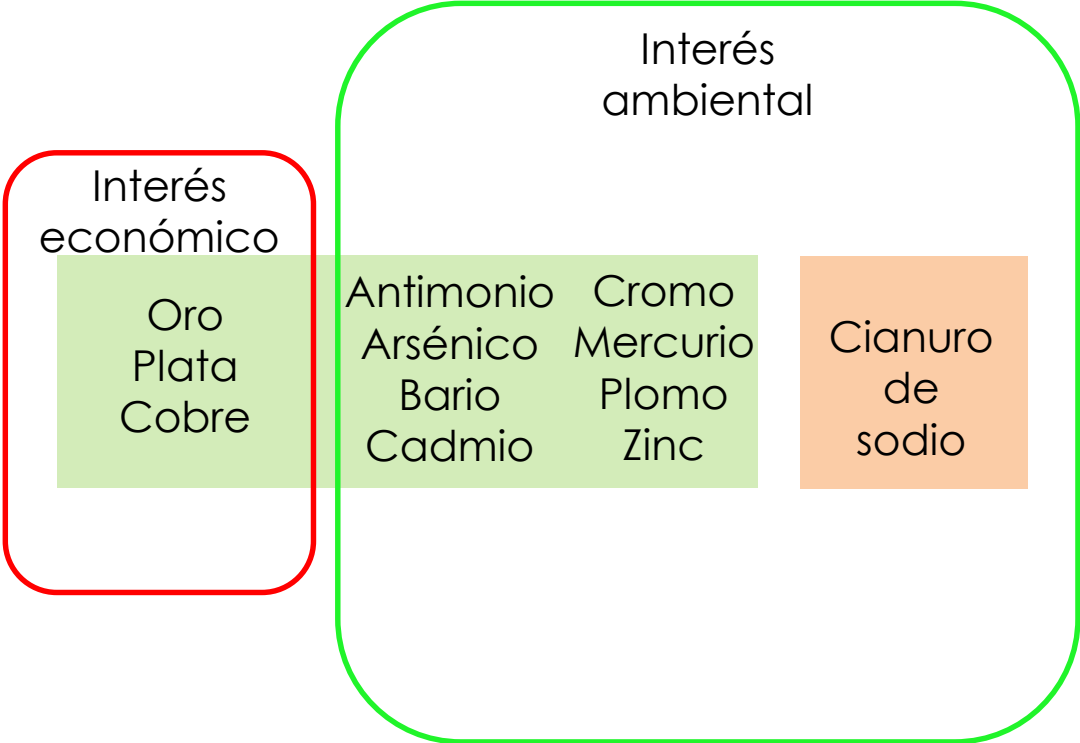 Interés
ambiental
Interés
económico
Oro
Plata
Cobre
Antimonio
Arsénico
Bario
Cadmio
Cromo
Mercurio
Plomo
Zinc
Cianuro
de
sodio